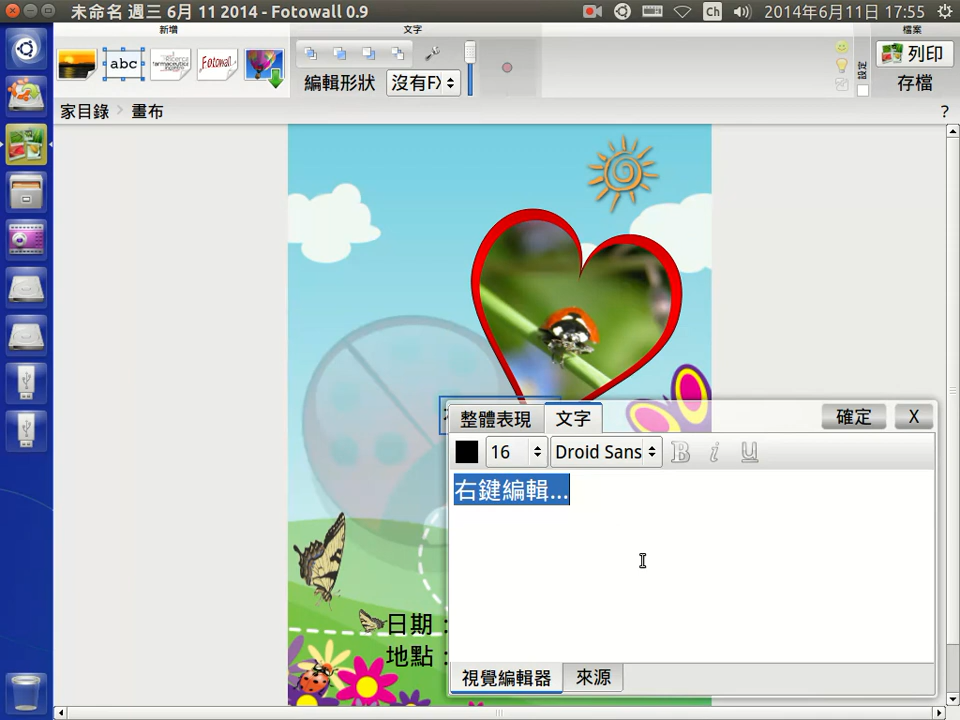 未命名 週三 6月 11 2014 - Fotowall 0.9
Ch
2014年6月11日 17:55
新增
文字
檔案
abc
Fotowall
編輯形狀
沒有FX
設定
列印
存檔
家目錄
畫布
?
整體表現
文字
確定
X
16
Droid Sans
B
i
U
右鍵編輯...
日期：
地點：
視覺編輯器
來源